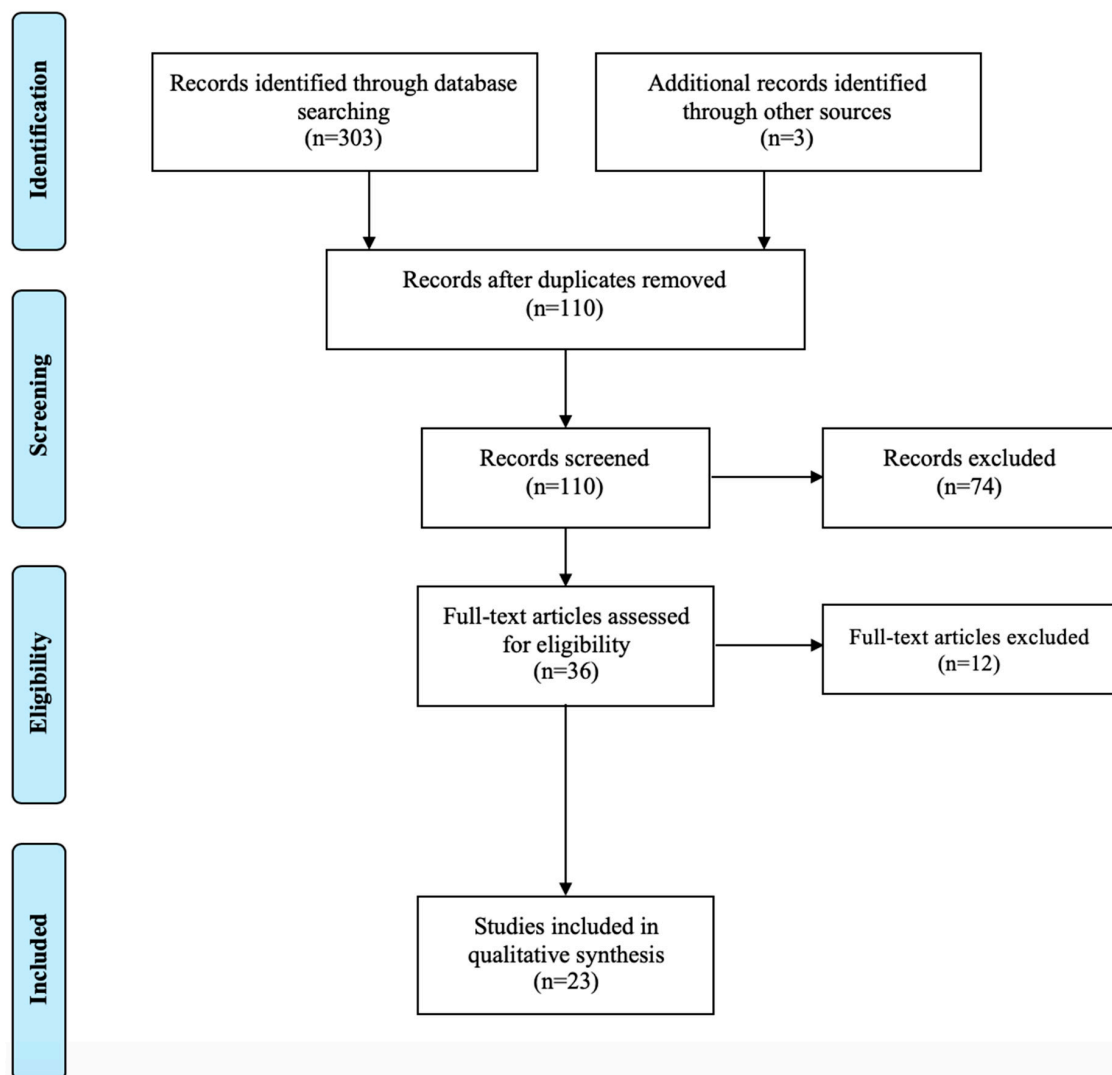 Identification
Records identified through database
searching
(n=303)
Additional records identified
through other sources
(n=3)
Records after duplicates removed
(n=110)
Screening
Records screened
(n=110)
Records excluded
(n=74)
Eligibility
Full-text articles assessed
for eligibility
(n=36)
Full-text articles excluded
(n=12)
Included
Studies included in
qualitative synthesis
(n=23)